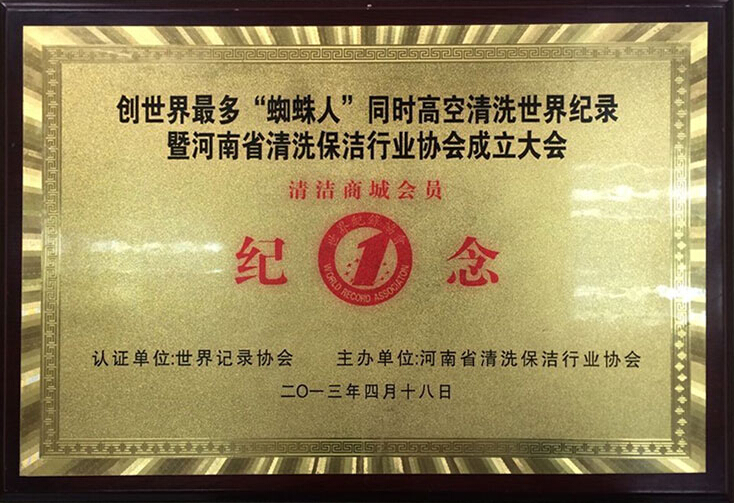 创世界最多“蜘蛛人”同时高空清洗世界纪录
暨河南省清洗保洁行业协会成立大会
清洁商城会员
纪 念
世界纪录协会
1
WORLD RECORD ASSOCIATION
认证单位:世界记录协会 主办单位:河南省清洗保洁行业协会
二〇一三年四月十八日